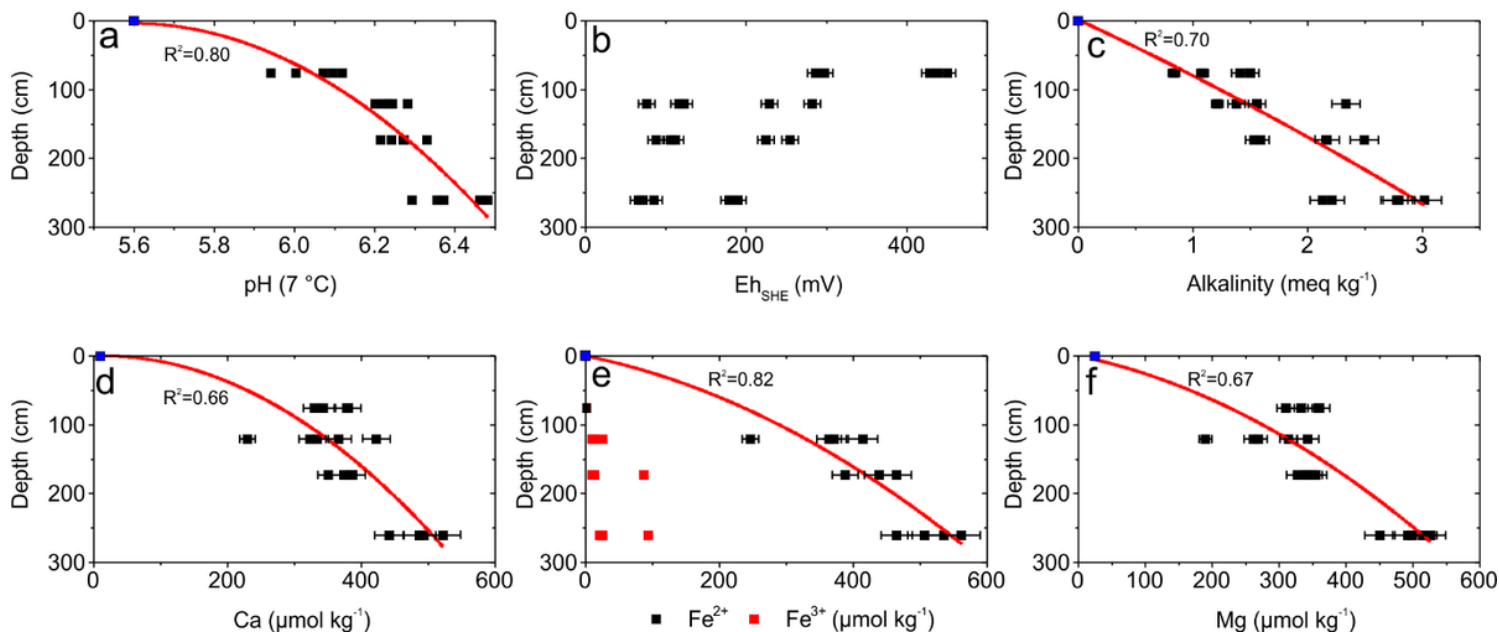 a
R²=0.80
0
100
200
300
Depth (cm)
5.6 5.8 6.0 6.2 6.4
pH (7 °C)
b
0
100
200
300
Depth (cm)
0 200 400
Eh_SHE (mV)
c
R²=0.70
0
100
200
300
Depth (cm)
0 1 2 3
Alkalinity (meq kg⁻¹)
d
R²=0.66
0
100
200
300
Depth (cm)
0 200 400 600
Ca (µmol kg⁻¹)
e
R²=0.82
0
100
200
300
Depth (cm)
0 200 400 600
Fe²⁺ Fe³⁺ (µmol kg⁻¹)
f
R²=0.67
0
100
200
300
Depth (cm)
0 100 200 300 400 500 600
Mg (µmol kg⁻¹)